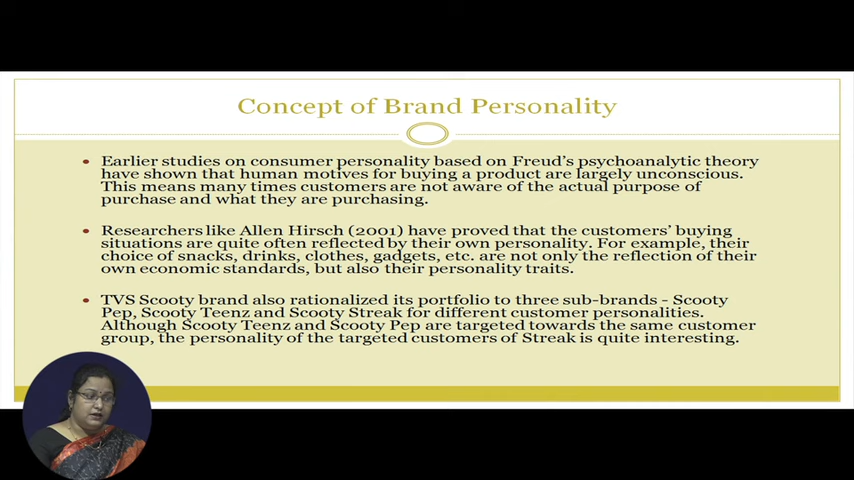 Concept of Brand Personality
Earlier studies on consumer personality based on Freud's psychoanalytic theory
have shown that human motives for buying a product are largely unconscious.
This means many times customers are not aware of the actual purpose of
purchase and what they are purchasing.
Researchers like Allen Hirsch (2001) have proved that the customers' buying
situations are quite often reflected by their own personality. For example, their
choice of snacks, drinks, clothes, gadgets, etc. are not only the reflection of their
own economic standards, but also their personality traits.
TVS Scooty brand also rationalized its portfolio to three sub-brands - Scooty
Pep, Scooty Teenz and Scooty Streak for different customer personalities.
Although Scooty Teenz and Scooty Pep are targeted towards the same customer
group, the personality of the targeted customers of Streak is quite interesting.